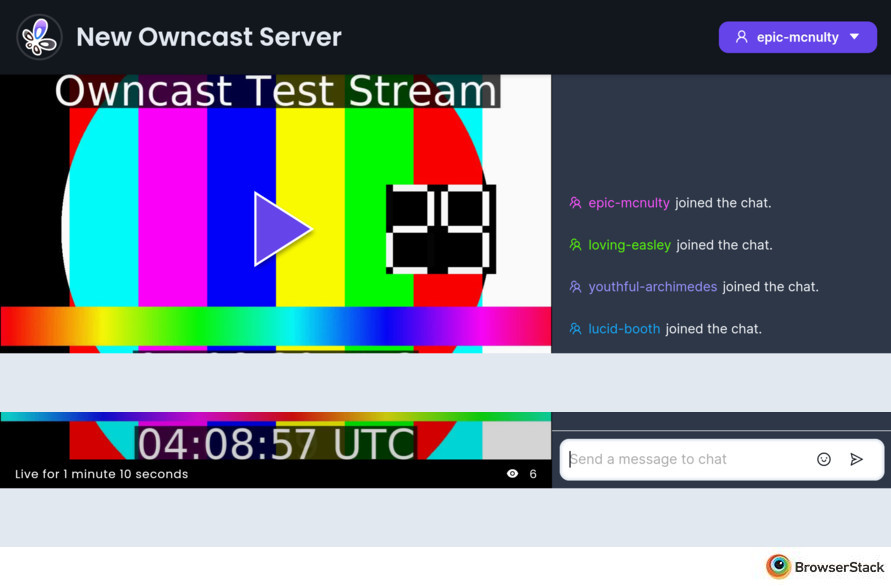 New Owncast Server
epic-mcnulty
Owncast Test Stream
epic-mcnulty joined the chat.
loving-easley joined the chat.
youthful-archimedes joined the chat.
lucid-booth joined the chat.
04:08:57 UTC
Live for 1 minute 10 seconds
6
Send a message to chat
BrowserStack